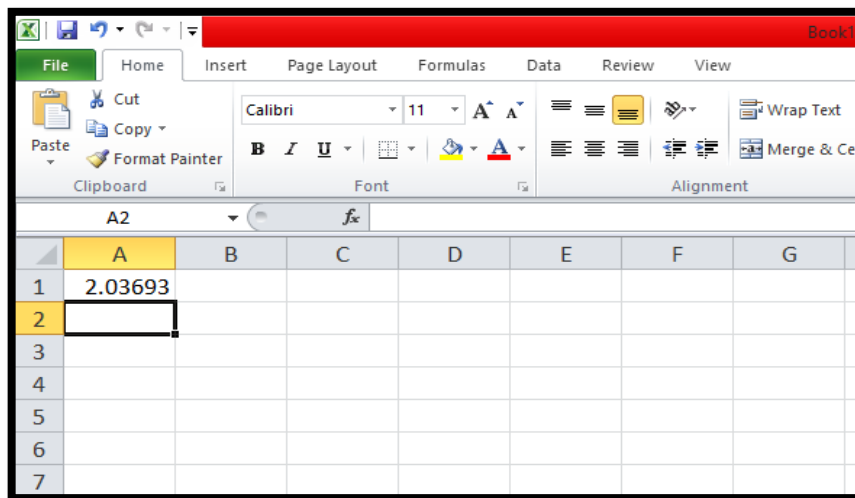 Book1
File Home Insert Page Layout Formulas Data Review View
Paste
Cut
Copy
Format Painter
Clipboard
Calibri 11 A A
B I U A
Font
Wrap Text
Merge & Ce
Alignment
A2 fx
A B C D E F G
1 2.03693
2
3
4
5
6
7